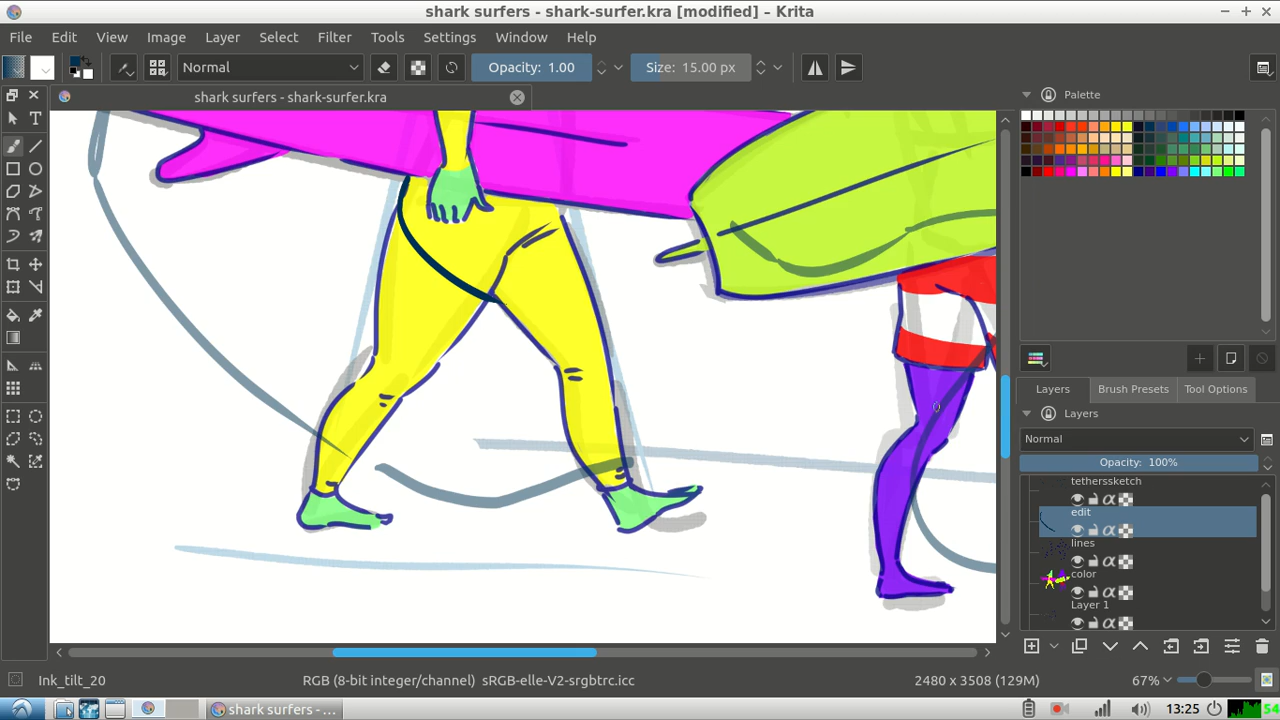 shark surfers - shark-surfer.kra [modified] – Krita
File Edit View Image Layer Select Filter Tools Settings Window Help
Normal Opacity: 1.00 Size: 15.00 px
shark surfers - shark-surfer.kra
Palette
Layers Brush Presets Tool Options
Layers
Normal
Opacity: 100%
tetherssketch
edit
lines
color
Layer 1
Ink_tilt_20 RGB (8-bit integer/channel) sRGB-elle-V2-srgbtrc.icc 2480 x 3508 (129M) 67%
shark surfers - ... 13:25 54